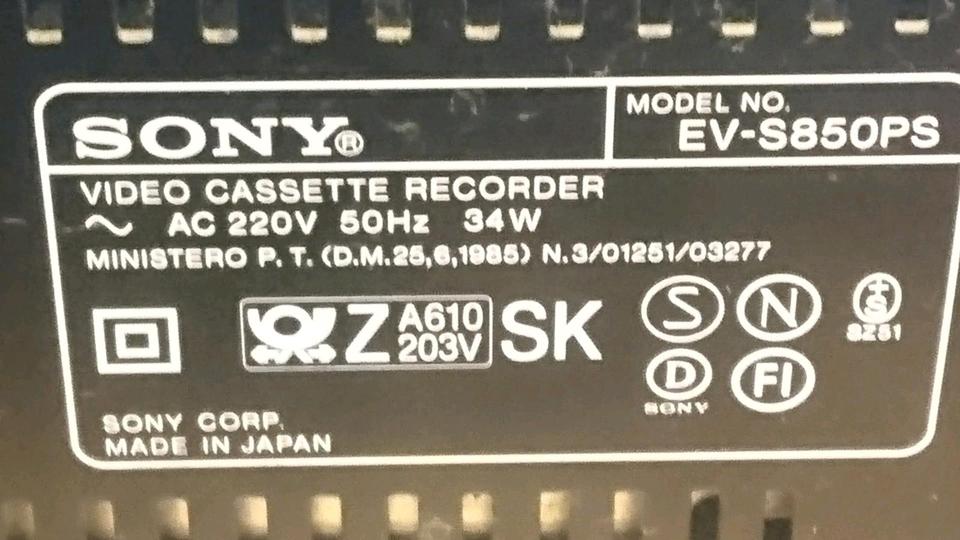 SONY®
MODEL NO.
EV-S850PS
VIDEO CASSETTE RECORDER
~ AC 220V 50Hz 34W
MINISTERO P. T. (D.M.25,6,1985) N.3/01251/03277
Z A610 203V SK
S N
+S
SZ51
D FI
SONY
SONY CORP.
MADE IN JAPAN